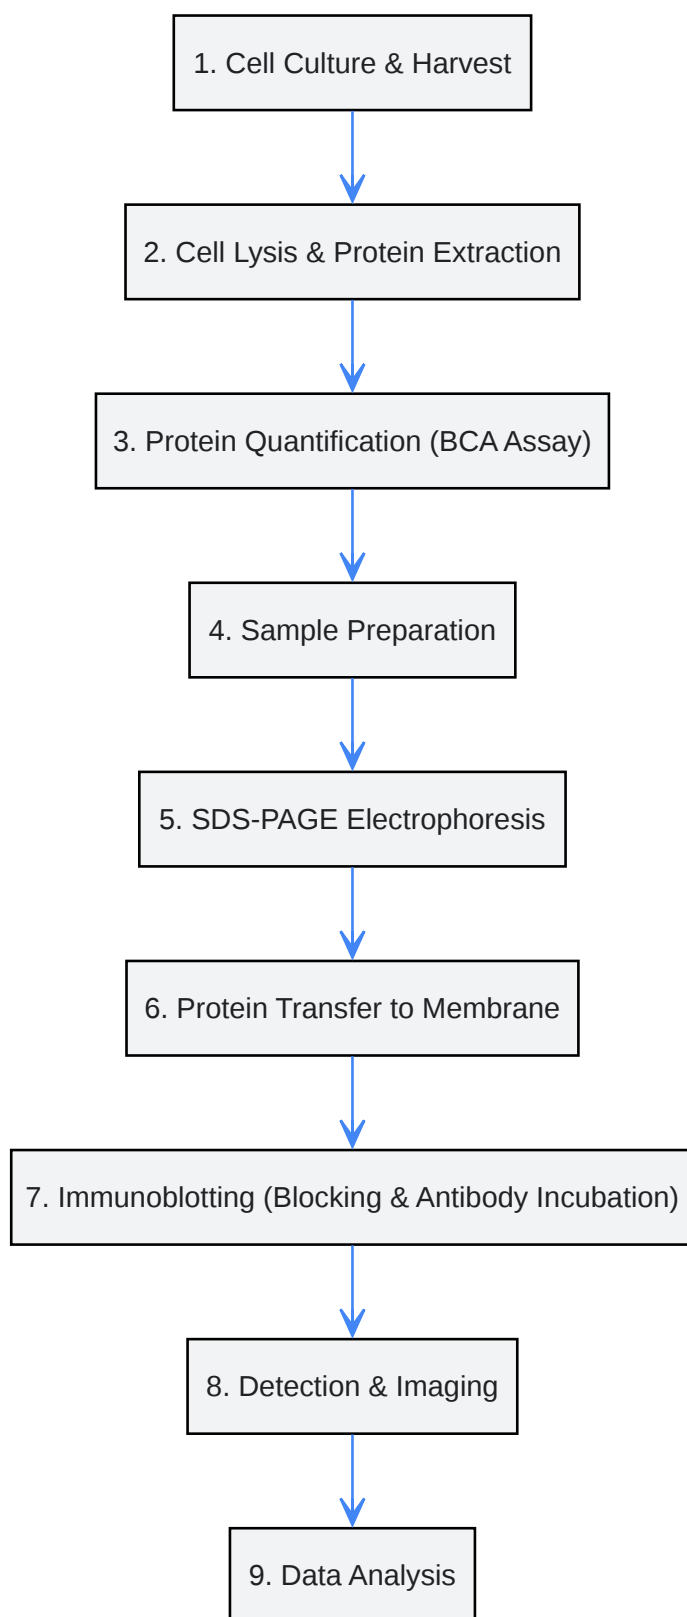 1. Cell Culture & Harvest
2. Cell Lysis & Protein Extraction
3. Protein Quantification (BCA Assay)
4. Sample Preparation
5. SDS-PAGE Electrophoresis
6. Protein Transfer to Membrane
7. Immunoblotting (Blocking & Antibody Incubation)
8. Detection & Imaging
9. Data Analysis